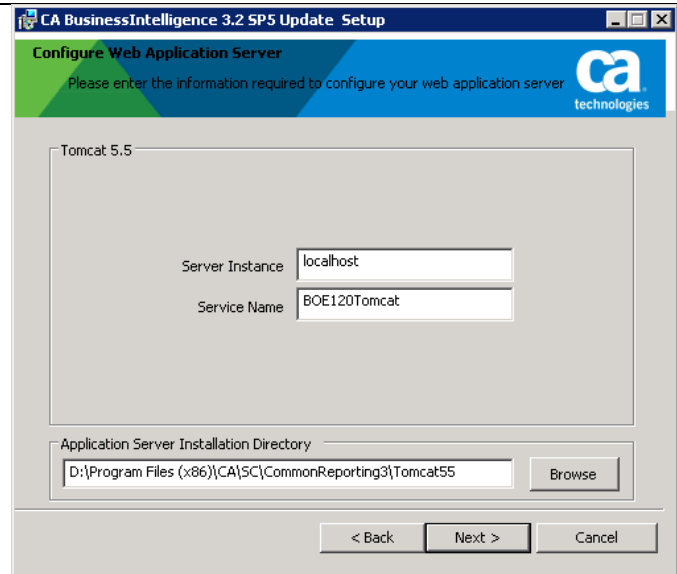 CA BusinessIntelligence 3.2 SP5 Update  Setup
Configure Web Application Server
Please enter the information required to configure your web application server
ca
technologies
Tomcat 5.5
Server Instance localhost
Service Name BOE120Tomcat
Application Server Installation Directory
D:\Program Files (x86)\CA\SC\CommonReporting3\Tomcat55 Browse
< Back Next > Cancel